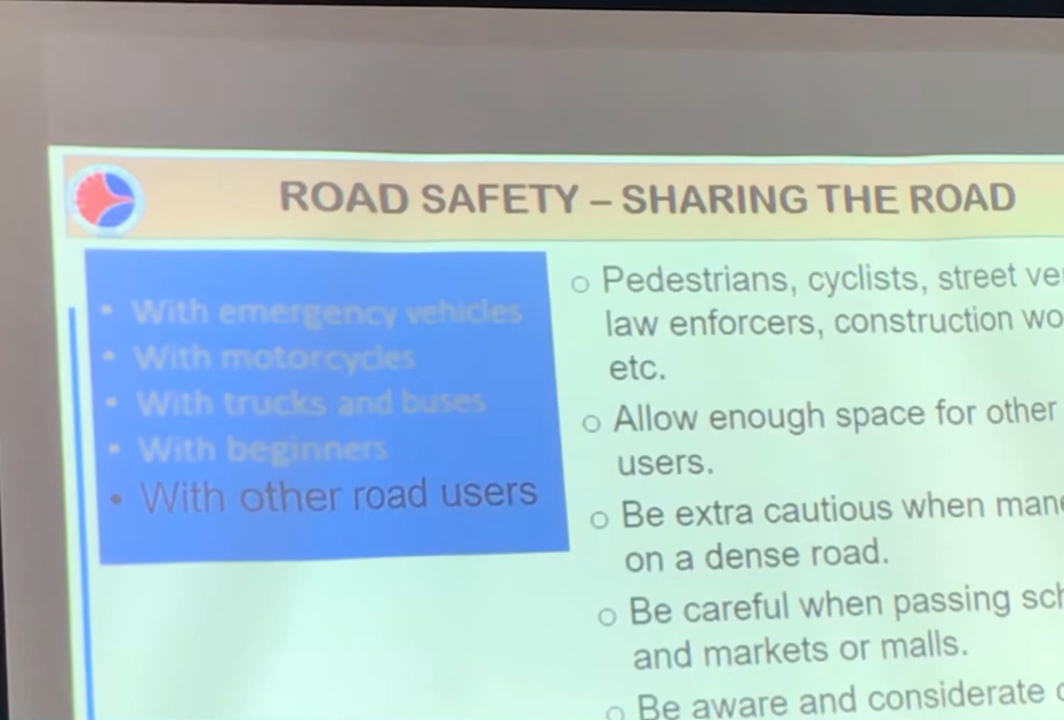 ROAD SAFETY – SHARING THE ROAD
• With emergency vehicles
• With motorcycles
• With trucks and buses
• With beginners
• With other road users
○ Pedestrians, cyclists, street
law enforcers, construction
etc.
○ Allow enough space for other
users.
○ Be extra cautious when
on a dense road.
○ Be careful when passing
and markets or malls.
○ Be aware and considerate